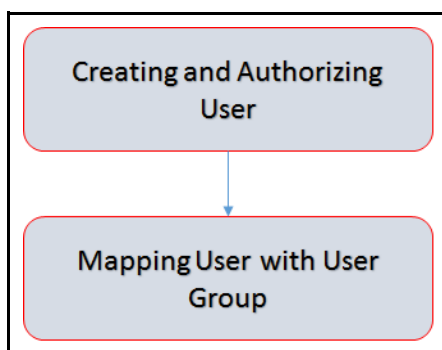 Creating and Authorizing
User
Mapping User with User
Group